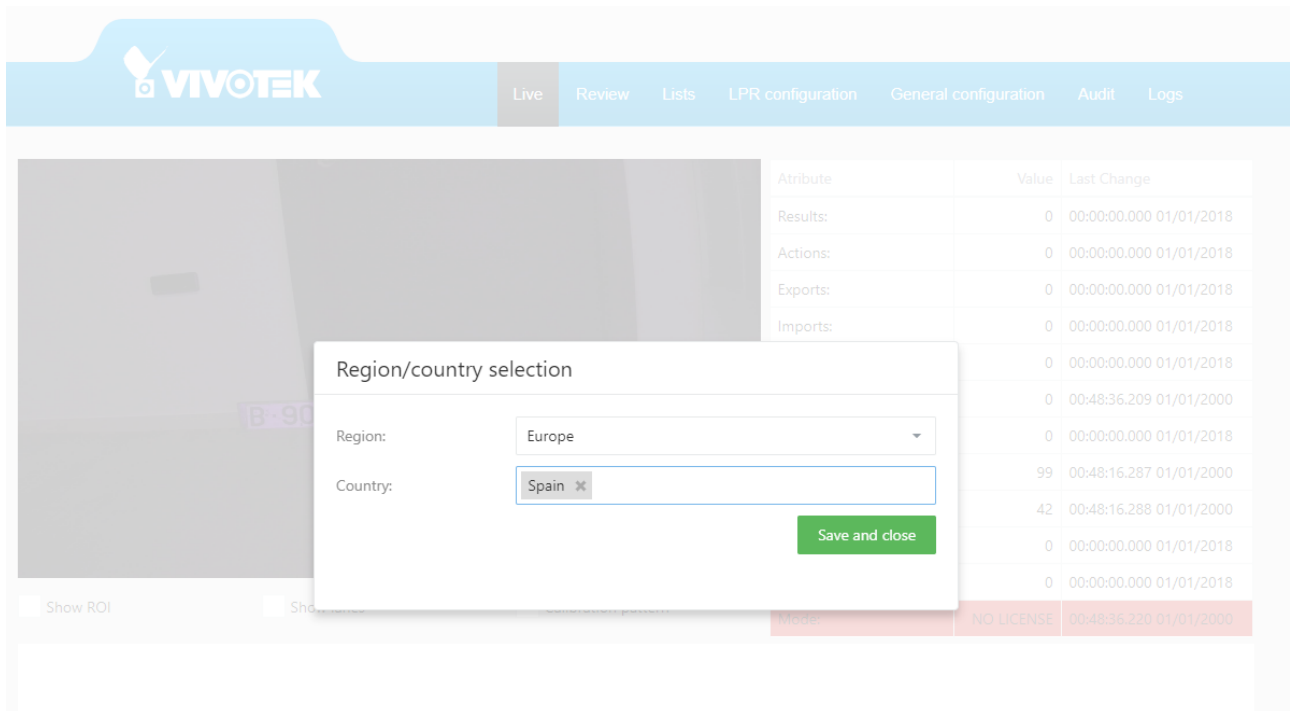 VIVOTEK
Live Review Lists LPR configuration General configuration Audit Logs
Atribute Value Last Change
Results: 0 00:00:00.000 01/01/2018
Actions: 0 00:00:00.000 01/01/2018
Exports: 0 00:00:00.000 01/01/2018
Imports: 0 00:00:00.000 01/01/2018
0 00:00:00.000 01/01/2018
0 00:48:36.209 01/01/2000
0 00:00:00.000 01/01/2018
99 00:48:16.287 01/01/2000
42 00:48:16.288 01/01/2000
0 00:00:00.000 01/01/2018
0 00:00:00.000 01/01/2018
Mode: NO LICENSE 00:48:36.220 01/01/2000
B-90
Region/country selection
Region: Europe
Country: Spain
Save and close
Show ROI